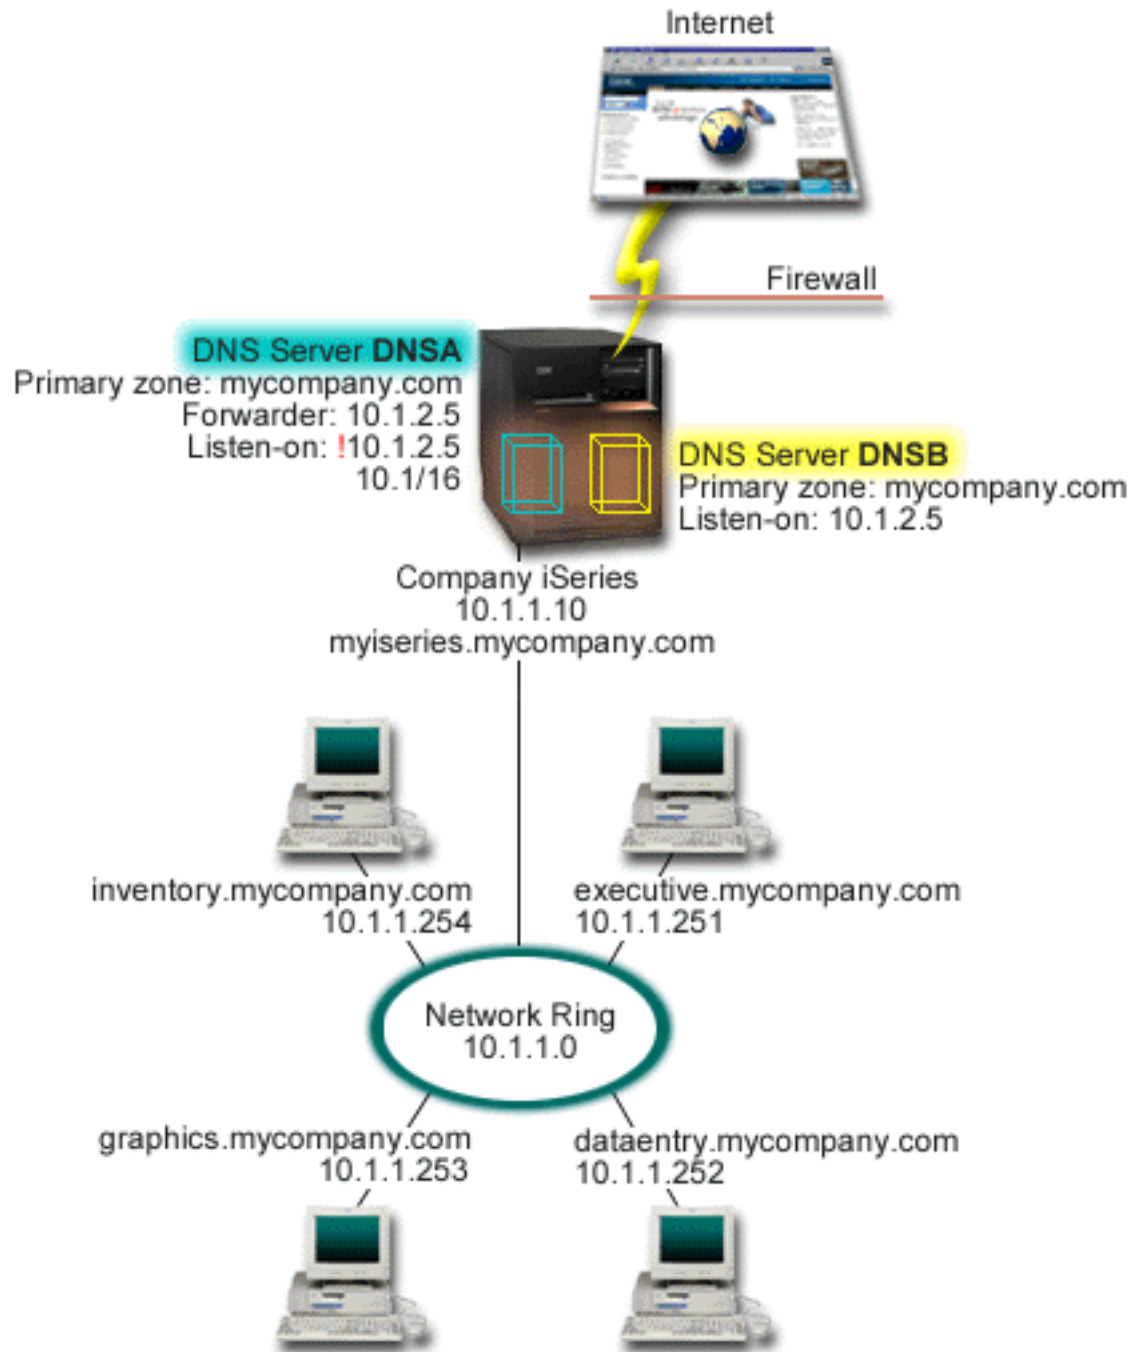 Internet
Firewall
DNS Server DNSA
Primary zone: mycompany.com
Forwarder: 10.1.2.5
Listen-on: !10.1.2.5
10.1/16
DNS Server DNSB
Primary zone: mycompany.com
Listen-on: 10.1.2.5
Company iSeries
10.1.1.10
myiseries.mycompany.com
inventory.mycompany.com
10.1.1.254
executive.mycompany.com
10.1.1.251
Network Ring
10.1.1.0
graphics.mycompany.com
10.1.1.253
dataentry.mycompany.com
10.1.1.252